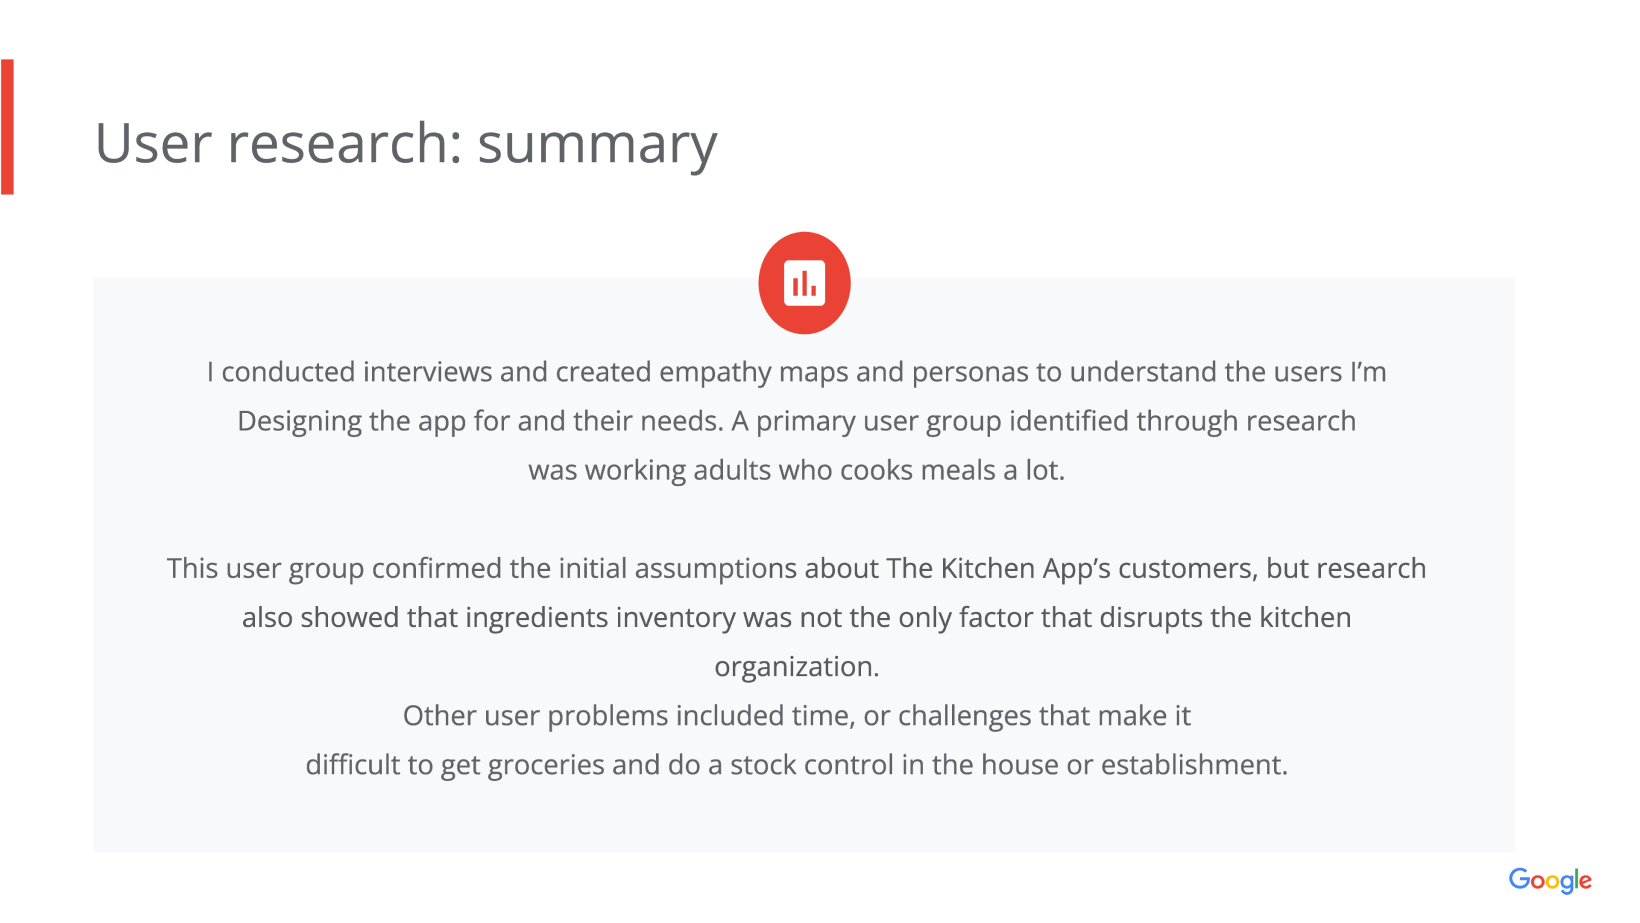 User research: summary
I conducted interviews and created empathy maps and personas to understand the users I’m
Designing the app for and their needs. A primary user group identified through research
was working adults who cooks meals a lot.
This user group confirmed the initial assumptions about The Kitchen App’s customers, but research
also showed that ingredients inventory was not the only factor that disrupts the kitchen
organization.
Other user problems included time, or challenges that make it
difficult to get groceries and do a stock control in the house or establishment.
Google